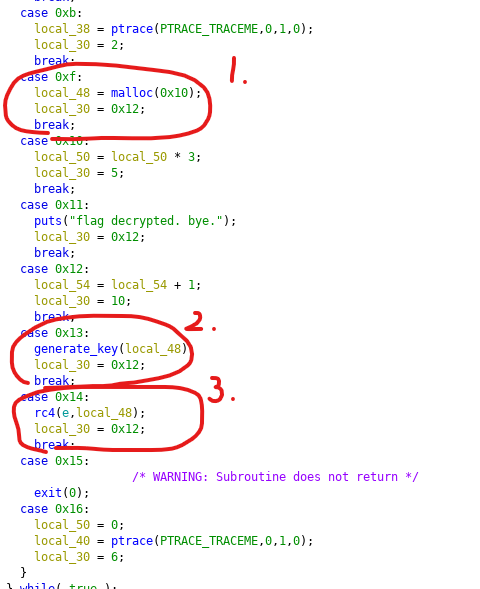 break;
case 0xb:
local_38 = ptrace(PTRACE_TRACEME,0,1,0);
local_30 = 2;
break;
1.
case 0xf:
local_48 = malloc(0x10);
local_30 = 0x12;
break;
case 0x10:
local_50 = local_50 * 3;
local_30 = 5;
break;
case 0x11:
puts("flag decrypted. bye.");
local_30 = 0x12;
break;
case 0x12:
local_54 = local_54 + 1;
local_30 = 10;
break;
2.
case 0x13:
generate_key(local_48)
local_30 = 0x12;
break;
3.
case 0x14:
rc4(e,local_48);
local_30 = 0x12;
break;
case 0x15:
/* WARNING: Subroutine does not return */
exit(0);
case 0x16:
local_50 = 0;
local_40 = ptrace(PTRACE_TRACEME,0,1,0);
local_30 = 6;
}
} while( true );